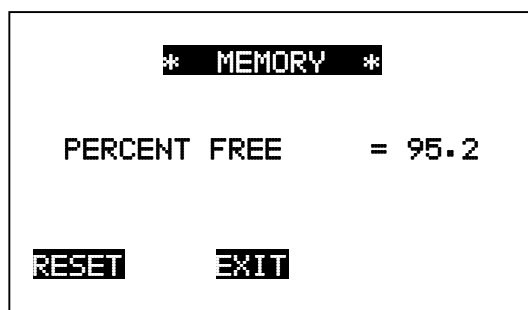 * MEMORY *
PERCENT FREE = 95.2
RESET EXIT